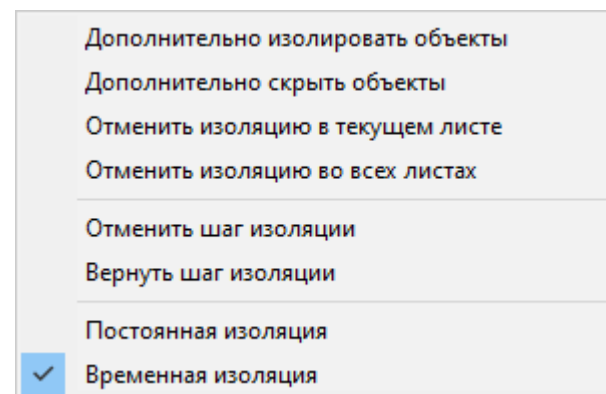 Дополнительно изолировать объекты
Дополнительно скрыть объекты
Отменить изоляцию в текущем листе
Отменить изоляцию во всех листах
Отменить шаг изоляции
Вернуть шаг изоляции
Постоянная изоляция
Временная изоляция